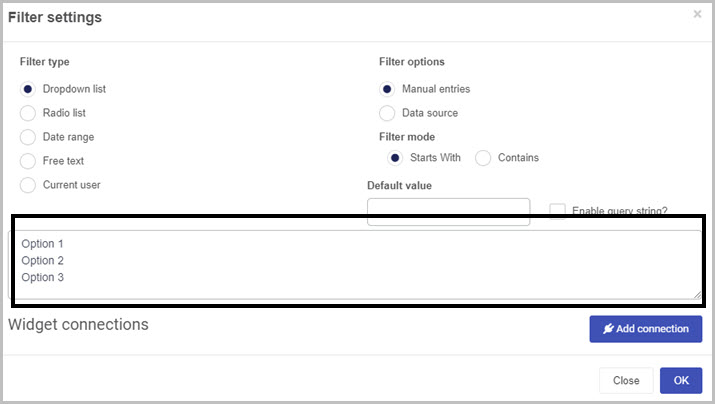 Filter settings
×
Filter type
Dropdown list
Radio list
Date range
Free text
Current user
Filter options
Manual entries
Data source
Filter mode
Starts With Contains
Default value
Enable query string?
Option 1
Option 2
Option 3
Widget connections
Add connection
Close OK